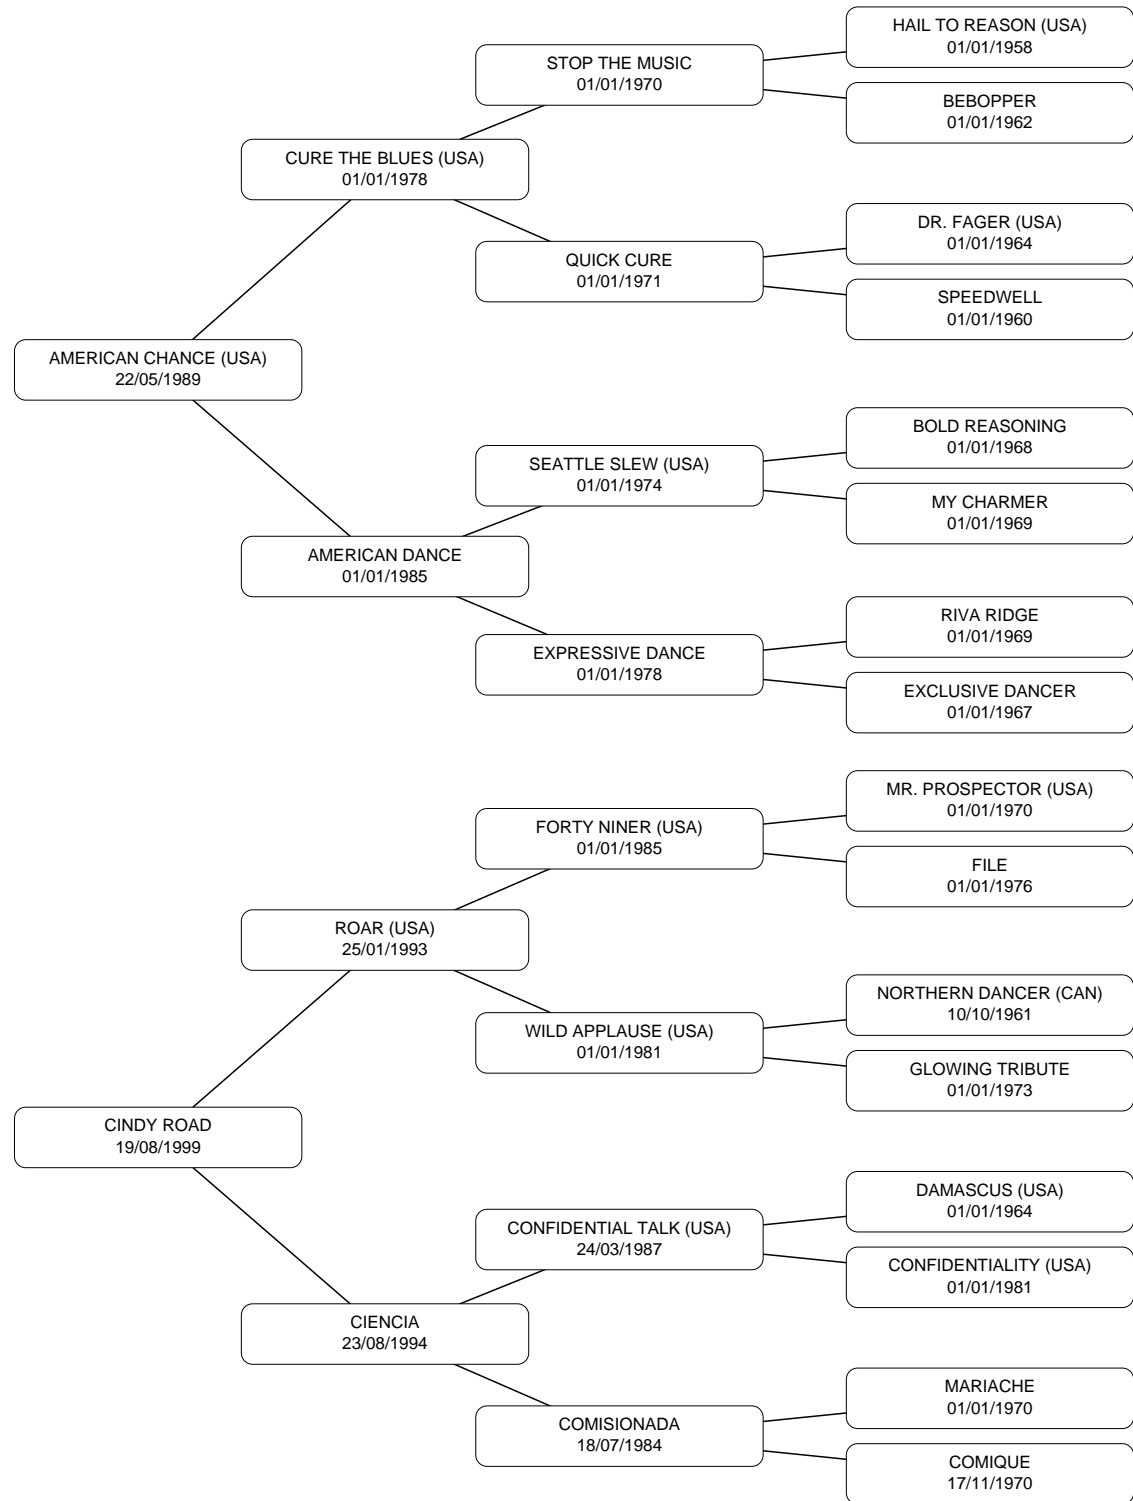 HAIL TO REASON (USA)
01/01/1958
STOP THE MUSIC
01/01/1970
BEBOPPER
01/01/1962
CURE THE BLUES (USA)
01/01/1978
DR. FAGER (USA)
01/01/1964
QUICK CURE
01/01/1971
SPEEDWELL
01/01/1960
AMERICAN CHANCE (USA)
22/05/1989
BOLD REASONING
01/01/1968
SEATTLE SLEW (USA)
01/01/1974
MY CHARMER
01/01/1969
AMERICAN DANCE
01/01/1985
RIVA RIDGE
01/01/1969
EXPRESSIVE DANCE
01/01/1978
EXCLUSIVE DANCER
01/01/1967
MR. PROSPECTOR (USA)
01/01/1970
FORTY NINER (USA)
01/01/1985
FILE
01/01/1976
ROAR (USA)
25/01/1993
NORTHERN DANCER (CAN)
10/10/1961
WILD APPLAUSE (USA)
01/01/1981
GLOWING TRIBUTE
01/01/1973
CINDY ROAD
19/08/1999
DAMASCUS (USA)
01/01/1964
CONFIDENTIAL TALK (USA)
24/03/1987
CONFIDENTIALITY (USA)
01/01/1981
CIENCIA
23/08/1994
MARIACHE
01/01/1970
COMISIONADA
18/07/1984
COMIQUE
17/11/1970